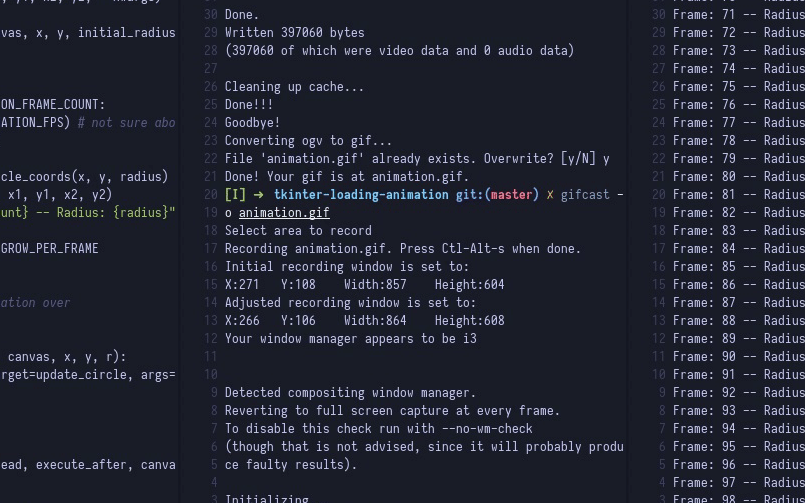 vas, x, y, initial_radius
ON_FRAME_COUNT:
ATION_FPS) # not sure abo
cle_coords(x, y, radius)
x1, y1, x2, y2)
unt} -- Radius: {radius}"
GROW_PER_FRAME
ation over
canvas, x, y, r):
rget=update_circle, args=
ead, execute_after, canva
30 Done.
29 Written 397060 bytes
28 (397060 of which were video data and 0 audio data)
27
26 Cleaning up cache...
25 Done!!!
24 Goodbye!
23 Converting ogv to gif...
22 File 'animation.gif' already exists. Overwrite? [y/N] y
21 Done! Your gif is at animation.gif.
20 [I] ➜ tkinter-loading-animation git:(master) ✗ gifcast -
19 o animation.gif
18 Select area to record
17 Recording animation.gif. Press Ctl-Alt-s when done.
16 Initial recording window is set to:
15 X:271 Y:108 Width:857 Height:604
14 Adjusted recording window is set to:
13 X:266 Y:106 Width:864 Height:608
12 Your window manager appears to be i3
11
10
9 Detected compositing window manager.
8 Reverting to full screen capture at every frame.
7 To disable this check run with --no-wm-check
6 (though that is not advised, since it will probably produ
5 ce faulty results).
4
3 Initializing
30 Frame: 71 -- Radius
29 Frame: 72 -- Radius
28 Frame: 73 -- Radius
27 Frame: 74 -- Radius
26 Frame: 75 -- Radius
25 Frame: 76 -- Radius
24 Frame: 77 -- Radius
23 Frame: 78 -- Radius
22 Frame: 79 -- Radius
21 Frame: 80 -- Radius
20 Frame: 81 -- Radius
19 Frame: 82 -- Radius
18 Frame: 83 -- Radius
17 Frame: 84 -- Radius
16 Frame: 85 -- Radius
15 Frame: 86 -- Radius
14 Frame: 87 -- Radius
13 Frame: 88 -- Radius
12 Frame: 89 -- Radius
11 Frame: 90 -- Radius
10 Frame: 91 -- Radius
9 Frame: 92 -- Radius
8 Frame: 93 -- Radius
7 Frame: 94 -- Radius
6 Frame: 95 -- Radius
5 Frame: 96 -- Radius
4 Frame: 97 -- Radius
3 Frame: 98 -- Radius